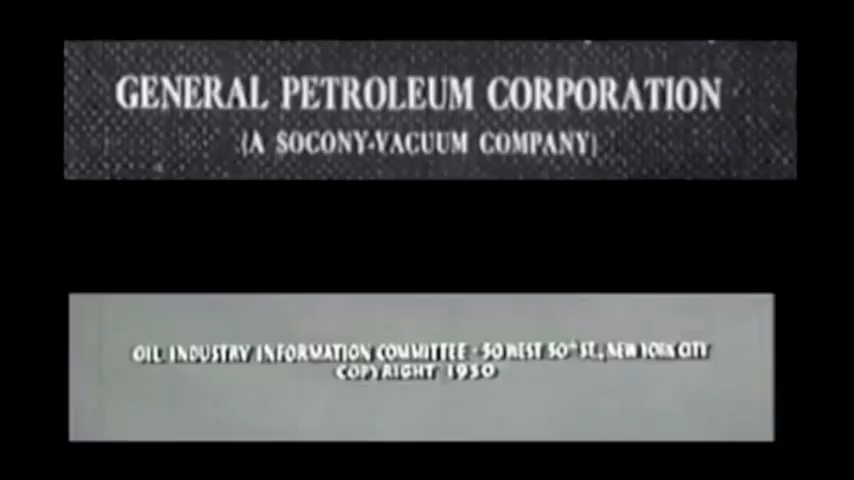 GENERAL PETROLEUM CORPORATION
(A SOCONY-VACUUM COMPANY)
OIL INDUSTRY INFORMATION COMMITTEE - 50 WEST 50th ST., NEW YORK CITY
COPYRIGHT 1950